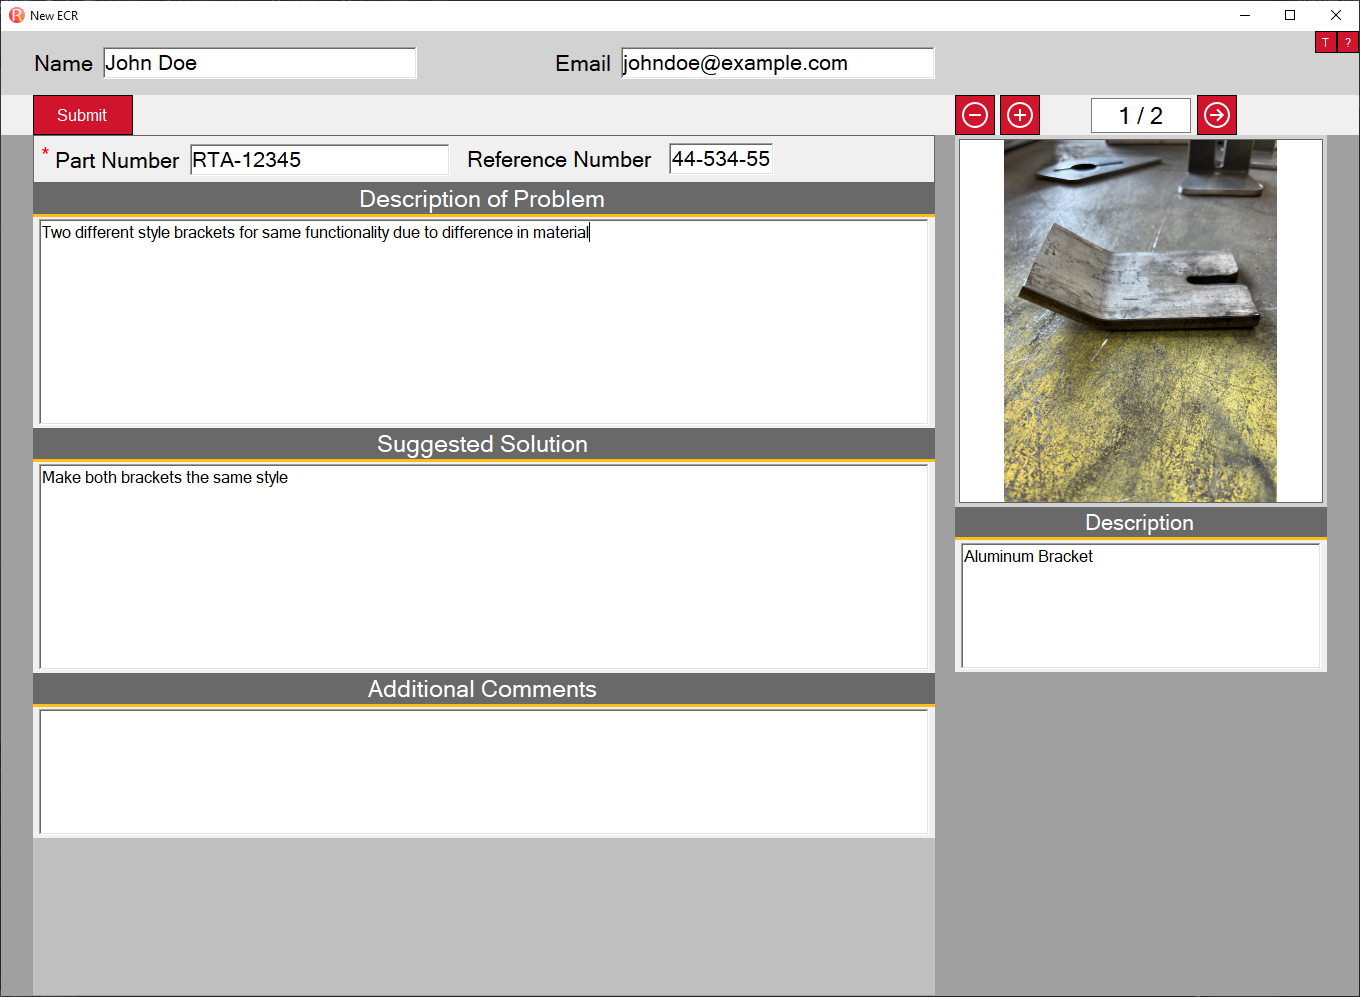 New ECR
T ?
Name John Doe Email johndoe@example.com
Submit
1 / 2
* Part Number RTA-12345 Reference Number 44-534-55
Description of Problem
Two different style brackets for same functionality due to difference in material
Suggested Solution
Make both brackets the same style
Additional Comments
Description
Aluminum Bracket